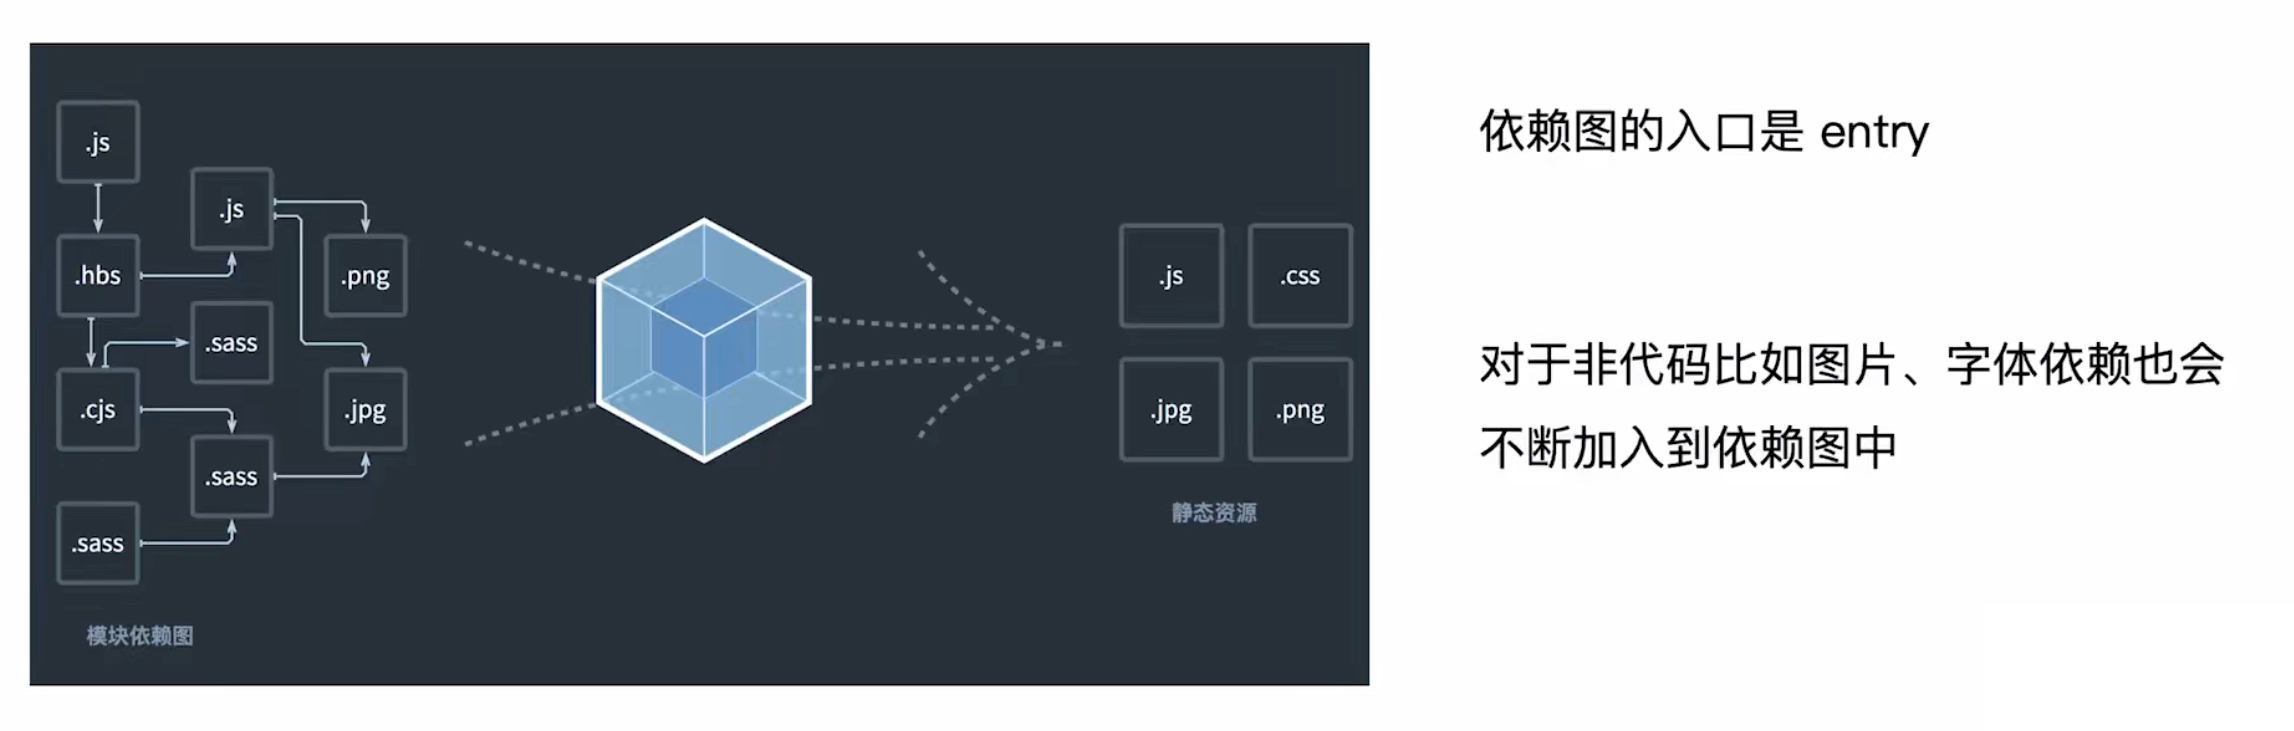 .js
.js
.hbs
.png
.sass
.cjs
.jpg
.sass
.sass
模块依赖图
.js
.css
.jpg
.png
静态资源
依赖图的入口是 entry
对于非代码比如图片、字体依赖也会
不断加入到依赖图中